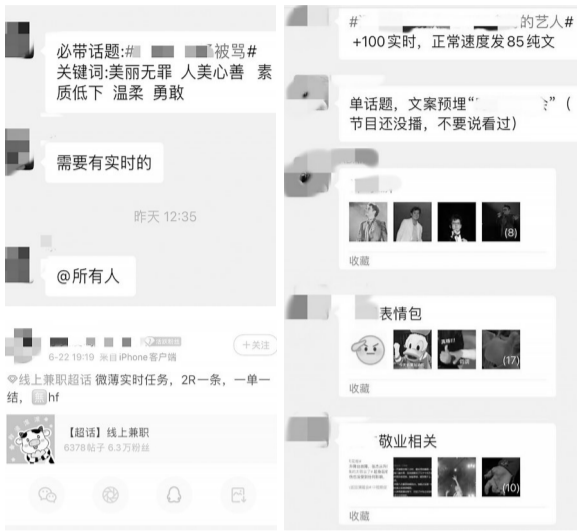 必带话题:#
被骂#
关键词:美丽无罪 人美心善 素
质低下 温柔 勇敢
需要有实时的
昨天 12:35
@所有人
+关注
6-22 19:19 来自iPhone客户端
线上兼职超话 微薄实时任务，2R一条，一单一
结，hf
【超话】线上兼职
6378帖子 6.3万粉丝
#
的艺人#
+100实时，正常速度发85纯文
单话题，文案预埋“
会”（
节目还没播，不要说看过）
(8)
收藏
表情包
(17)
收藏
敬业相关
(10)
收藏